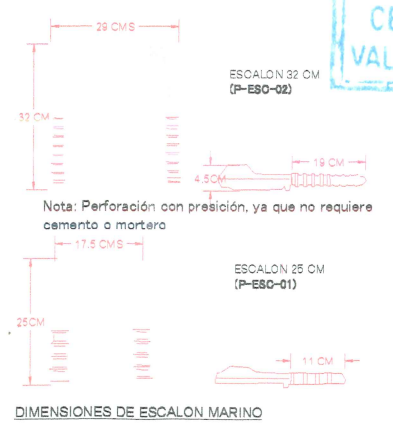 29 CMS
CE
VAL
ESCALON 32 CM
(P-ESC-02)
32 CM
19 CM
4.5CM
Nota: Perforación con presición, ya que no requiere
cemento o mortero
17.5 CMS
ESCALON 25 CM
(P-ESC-01)
25CM
11 CM
DIMENSIONES DE ESCALON MARINO